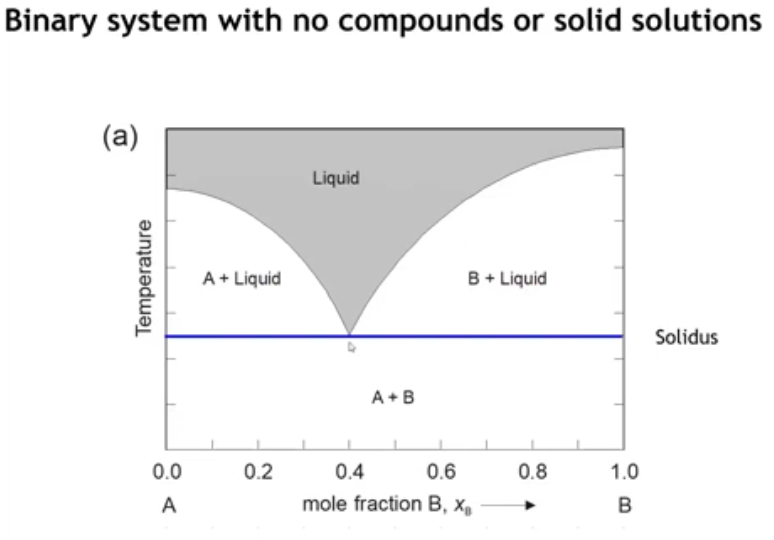 Binary system with no compounds or solid solutions
(a)
Liquid
Temperature
A + Liquid
B + Liquid
Solidus
A + B
0.0 0.2 0.4 0.6 0.8 1.0
A mole fraction B, xB B